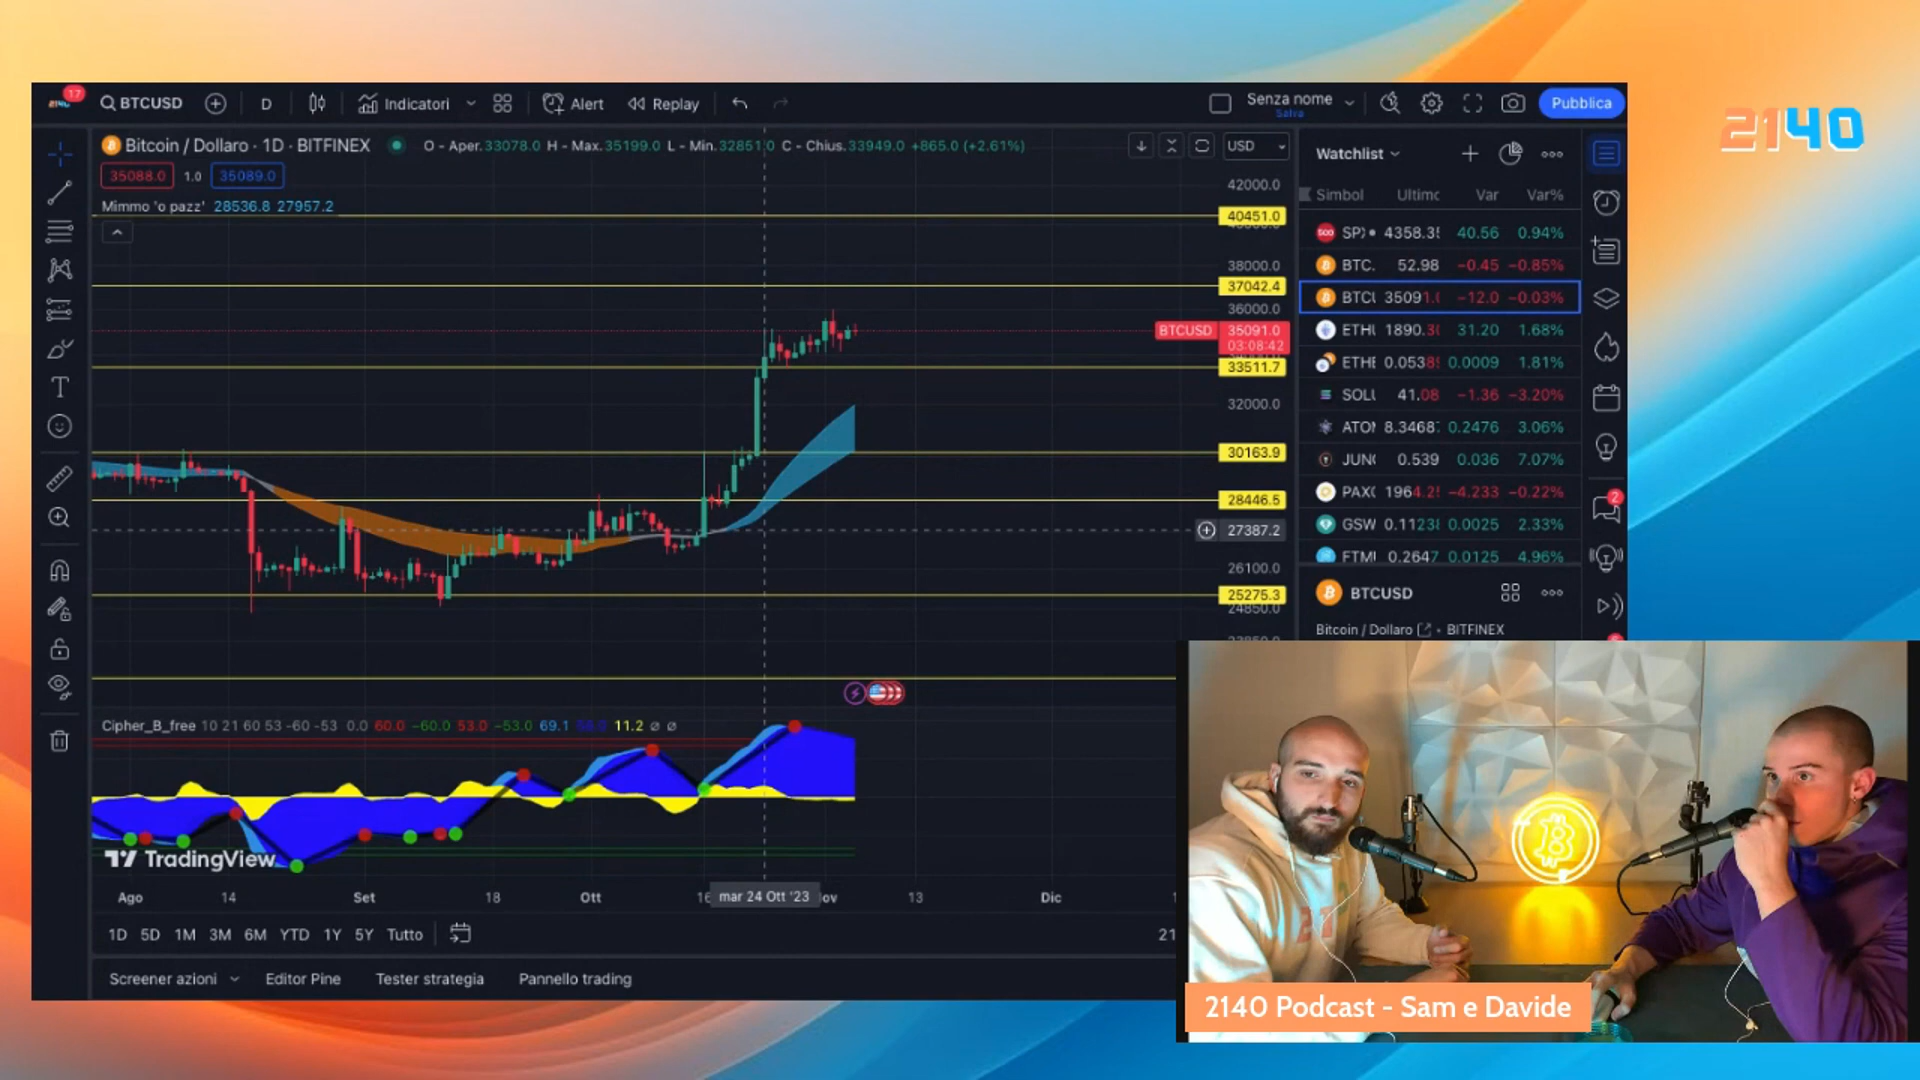 2140
17
BTCUSD
D
Indicatori
Alert
Replay
Senza nome
Salva
Pubblica
2140
Bitcoin / Dollaro · 1D · BITFINEX
O - Aper.33078.0 H - Max.35199.0 L - Min.32851.0 C - Chius.33949.0 +865.0 (+2.61%)
USD
35088.0 1.0 35089.0
Mimmo 'o pazz' 28536.8 27957.2
42000.0
40451.0
38000.0
37042.4
36000.0
BTCUSD 35091.0
03:08:42
33511.7
32000.0
30163.9
28446.5
27387.2
26100.0
25275.3
24850.0
Watchlist
Simbol Ultimo Var Var%
500 SPX 4358.3 40.56 0.94%
BTC. 52.98 −0.45 −0.85%
BTCU 35091.0 −12.0 −0.03%
ETHU 1890.30 31.20 1.68%
ETHE 0.0538 0.0009 1.81%
SOLU 41.08 −1.36 −3.20%
ATOM 8.3468 0.2476 3.06%
JUNO 0.539 0.036 7.07%
PAXG 1964.2 −4.233 −0.22%
GSW 0.1123 0.0025 2.33%
FTMU 0.2647 0.0125 4.96%
2
BTCUSD
Bitcoin / Dollaro · BITFINEX
Cipher_B_free 10 21 60 53 −60 −53 0.0 60.0 −60.0 53.0 −53.0 69.1 11.2 ∅ ∅
TradingView
Ago 14 Set 18 Ott 16 mar 24 Ott '23 ov 13 Dic
1D 5D 1M 3M 6M YTD 1Y 5Y Tutto
21
Screener azioni Editor Pine Tester strategia Pannello trading
2140 Podcast - Sam e Davide